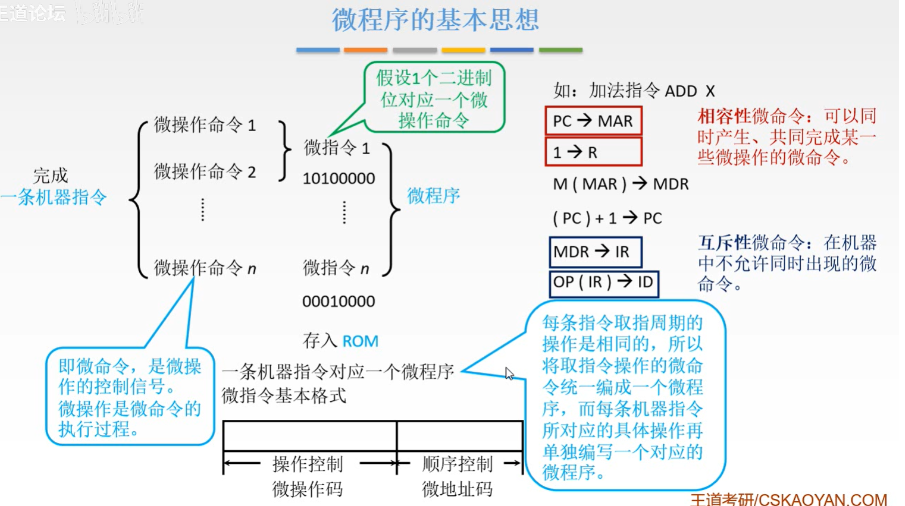 王道论坛
微程序的基本思想
假设1个二进制
位对应一个微
操作命令
微操作命令 1
微操作命令 2
……
微操作命令 n
完成
一条机器指令
微指令 1
10100000
……
微指令 n
00010000
微程序
存入 ROM
一条机器指令对应一个微程序
微指令基本格式
操作控制
顺序控制
微操作码
微地址码
即微命令，是微操
作的控制信号。
微操作是微命令的
执行过程。
如：加法指令 ADD X
PC → MAR
1 → R
M ( MAR ) → MDR
( PC ) + 1 → PC
MDR → IR
OP ( IR ) → ID
相容性微命令：可以同
时产生、共同完成某一
些微操作的微命令。
互斥性微命令：在机器
中不允许同时出现的微
命令。
每条指令取指周期的
操作是相同的，所以
将取指令操作的微命
令统一编成一个微程
序，而每条机器指令
所对应的具体操作再
单独编写一个对应的
微程序。
王道考研/CSKAOYAN.COM